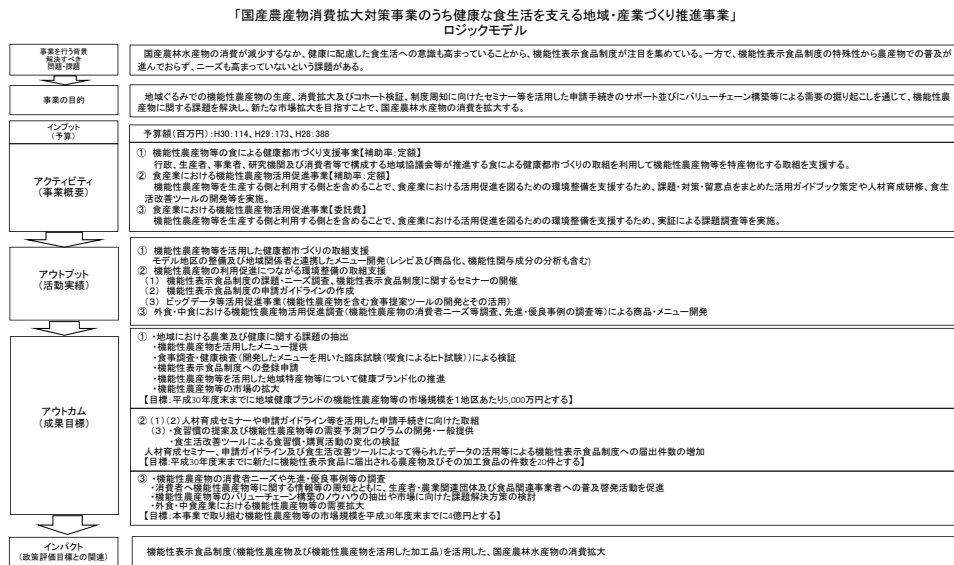 「国産農産物消費拡大対策事業のうち健康な食生活を支える地域・産業づくり推進事業」
ロジックモデル
事業を行う背景
解決すべき
問題・課題
国産農林水産物の消費が減少するなか、健康に配慮した食生活への意識も高まっていることから、機能性表示食品制度が注目を集めている。一方で、機能性表示食品制度の特殊性から農産物での普及が
進んでおらず、ニーズも高まっていないという課題がある。
事業の目的
地域ぐるみでの機能性農産物の生産、消費拡大及びコホート検証、制度周知に向けたセミナー等を活用した申請手続きのサポート並びにバリューチェーン構築等による需要の掘り起こしを通じて、機能性農
産物に関する課題を解決し、新たな市場拡大を目指すことで、国産農林水産物の消費を拡大する。
インプット
(予算)
予算額(百万円):H30:114、H29:173、H28:388
アクティビティ
(事業概要)
① 機能性農産物等の食による健康都市づくり支援事業【補助率:定額】
行政、生産者、事業者、研究機関及び消費者等で構成する地域協議会等が推進する食による健康都市づくりの取組を利用して機能性農産物等を特産物化する取組を支援する。
② 食産業における機能性農産物活用促進事業【補助率:定額】
機能性農産物等を生産する側と利用する側とを含めることで、食産業における活用促進を図るための環境整備を支援するため、課題・対策・留意点をまとめた活用ガイドブック策定や人材育成研修、食生
活改善ツールの開発等を実施。
③ 食産業における機能性農産物活用促進事業【委託費】
機能性農産物等を生産する側と利用する側とを含めることで、食産業における活用促進を図るための環境整備を支援するため、実証による課題調査等を実施。
アウトプット
(活動実績)
① 機能性農産物等を活用した健康都市づくりの取組支援
モデル地区の整備及び地域関係者と連携したメニュー開発(レシピ及び商品化、機能性関与成分の分析も含む)
② 機能性農産物の利用促進につながる環境整備の取組支援
(1) 機能性表示食品制度の課題・ニーズ調査、機能性表示食品制度に関するセミナーの開催
(2) 機能性表示食品制度の申請ガイドラインの作成
(3) ビッグデータ等活用促進事業(機能性農産物を含む食事提案ツールの開発とその活用)
③ 外食・中食における機能性農産物活用促進調査(機能性農産物の消費者ニーズ等調査、先進・優良事例の調査等)による商品・メニュー開発
アウトカム
(成果目標)
① ・地域における農業及び健康に関する課題の抽出
・機能性農産物を活用したメニュー提供
・食事調査・健康検査(開発したメニューを用いた臨床試験(喫食によるヒト試験))による検証
・機能性表示食品制度への登録申請
・機能性農産物等を活用した地域特産物等について健康ブランド化の推進
・機能性農産物等の市場の拡大
【目標:平成30年度末までに地域健康ブランドの機能性農産物等の市場規模を1地区あたり5,000万円とする】
② (1)(2)人材育成セミナーや申請ガイドライン等を活用した申請手続きに向けた取組
(3) ・食習慣の提案及び機能性農産物等の需要予測プログラムの開発・一般提供
・食生活改善ツールによる食習慣・購買活動の変化の検証
人材育成セミナー、申請ガイドライン及び食生活改善ツールによって得られたデータの活用等による機能性表示食品制度への届出件数の増加
【目標:平成30年度末までに新たに機能性表示食品に届出される農産物及びその加工食品の件数を20件とする】
③ ・機能性農産物の消費者ニーズや先進・優良事例等の調査
・消費者へ機能性農産物等に関する情報等の周知とともに、生産者・農業関連団体及び食品関連事業者への普及啓発活動を促進
・機能性農産物等のバリューチェーン構築のノウハウの抽出や市場に向けた課題解決方策の検討
・外食・中食産業における機能性農産物等の需要拡大
【目標:本事業で取り組む機能性農産物等の市場規模を平成30年度末までに4億円とする】
インパクト
(政策評価目標との関連)
機能性表示食品制度(機能性農産物及び機能性農産物を活用した加工品)を活用した、国産農林水産物の消費拡大